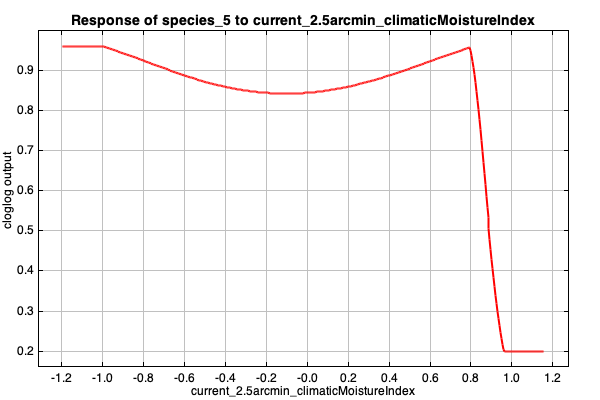 Response of species_5 to current_2.5arcmin_climaticMoistureIndex
cloglog output
0.9
0.8
0.7
0.6
0.5
0.4
0.3
0.2
-1.2 -1.0 -0.8 -0.6 -0.4 -0.2 -0.0 0.2 0.4 0.6 0.8 1.0 1.2
current_2.5arcmin_climaticMoistureIndex